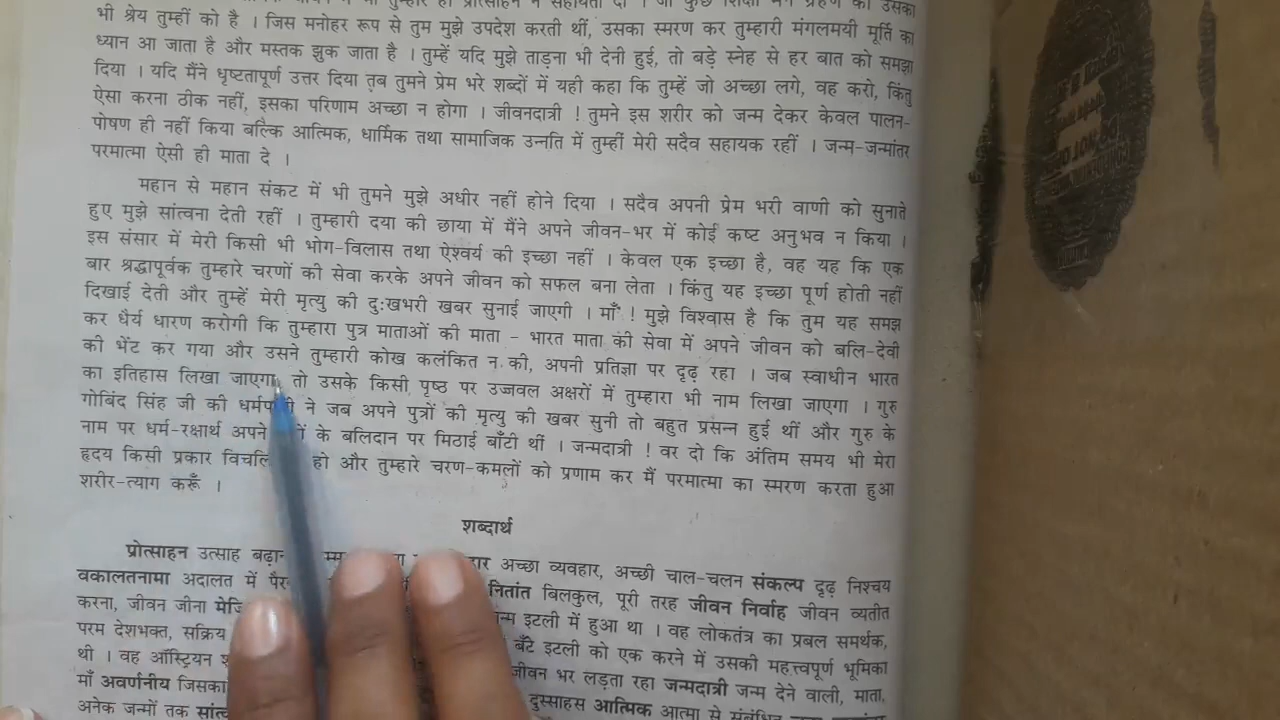 भी श्रेय तुम्हीं को है । जिस मनोहर रूप से तुम मुझे उपदेश करती थीं, उसका स्मरण कर तुम्हारी मंगलमयी मूर्ति का
ध्यान आ जाता है और मस्तक झुक जाता है । तुम्हें यदि मुझे ताड़ना भी देनी हुई, तो बड़े स्नेह से हर बात को समझा
दिया । यदि मैंने धृष्टतापूर्ण उत्तर दिया तब तुमने प्रेम भरे शब्दों में यही कहा कि तुम्हें जो अच्छा लगे, वह करो, किंतु
ऐसा करना ठीक नहीं, इसका परिणाम अच्छा न होगा । जीवनदात्री ! तुमने इस शरीर को जन्म देकर केवल पालन-
पोषण ही नहीं किया बल्कि आत्मिक, धार्मिक तथा सामाजिक उन्नति में तुम्हीं मेरी सदैव सहायक रहीं । जन्म-जन्मांतर
परमात्मा ऐसी ही माता दे ।
महान से महान संकट में भी तुमने मुझे अधीर नहीं होने दिया । सदैव अपनी प्रेम भरी वाणी को सुनाते
हुए मुझे सांत्वना देती रहीं । तुम्हारी दया की छाया में मैंने अपने जीवन-भर में कोई कष्ट अनुभव न किया ।
इस संसार में मेरी किसी भी भोग-विलास तथा ऐश्वर्य की इच्छा नहीं । केवल एक इच्छा है, वह यह कि एक
बार श्रद्धापूर्वक तुम्हारे चरणों की सेवा करके अपने जीवन को सफल बना लेता । किंतु यह इच्छा पूर्ण होती नहीं
दिखाई देती और तुम्हें मेरी मृत्यु की दुःखभरी खबर सुनाई जाएगी । माँ ! मुझे विश्वास है कि तुम यह समझ
कर धैर्य धारण करोगी कि तुम्हारा पुत्र माताओं की माता - भारत माता की सेवा में अपने जीवन को बलि-देवी
की भेंट कर गया और उसने तुम्हारी कोख कलंकित न की, अपनी प्रतिज्ञा पर दृढ़ रहा । जब स्वाधीन भारत
का इतिहास लिखा जाएगा, तो उसके किसी पृष्ठ पर उज्जवल अक्षरों में तुम्हारा भी नाम लिखा जाएगा । गुरु
गोबिंद सिंह जी की ने जब अपने पुत्रों की मृत्यु की खबर सुनी तो बहुत प्रसन्न हुई थीं और गुरु के
नाम पर धर्म-रक्षार्थ अपने के बलिदान पर मिठाई बाँटी थीं । जन्मदात्री ! वर दो कि अंतिम समय भी मेरा
हृदय किसी प्रकार हो और तुम्हारे चरण-कमलों को प्रणाम कर मैं परमात्मा का स्मरण करता हुआ
शरीर-त्याग करूँ ।
शब्दार्थ
प्रोत्साहन उत्साह अच्छा व्यवहार, अच्छी चाल-चलन संकल्प दृढ़ निश्चय
वकालतनामा अदालत में नितांत बिलकुल, पूरी तरह जीवन निर्वाह जीवन व्यतीत
करना, जीवन जीना इटली में हुआ था । वह लोकतंत्र का प्रबल समर्थक,
परम देशभक्त, सक्रिय बँटे इटली को एक करने में उसकी महत्त्वपूर्ण भूमिका
थी । वह ऑस्ट्रियन जीवन भर लड़ता रहा जन्मदात्री जन्म देने वाली, माता,
माँ अवर्णनीय दुस्साहस आत्मिक आत्मा से संबंधित
अनेक जन्मों तक